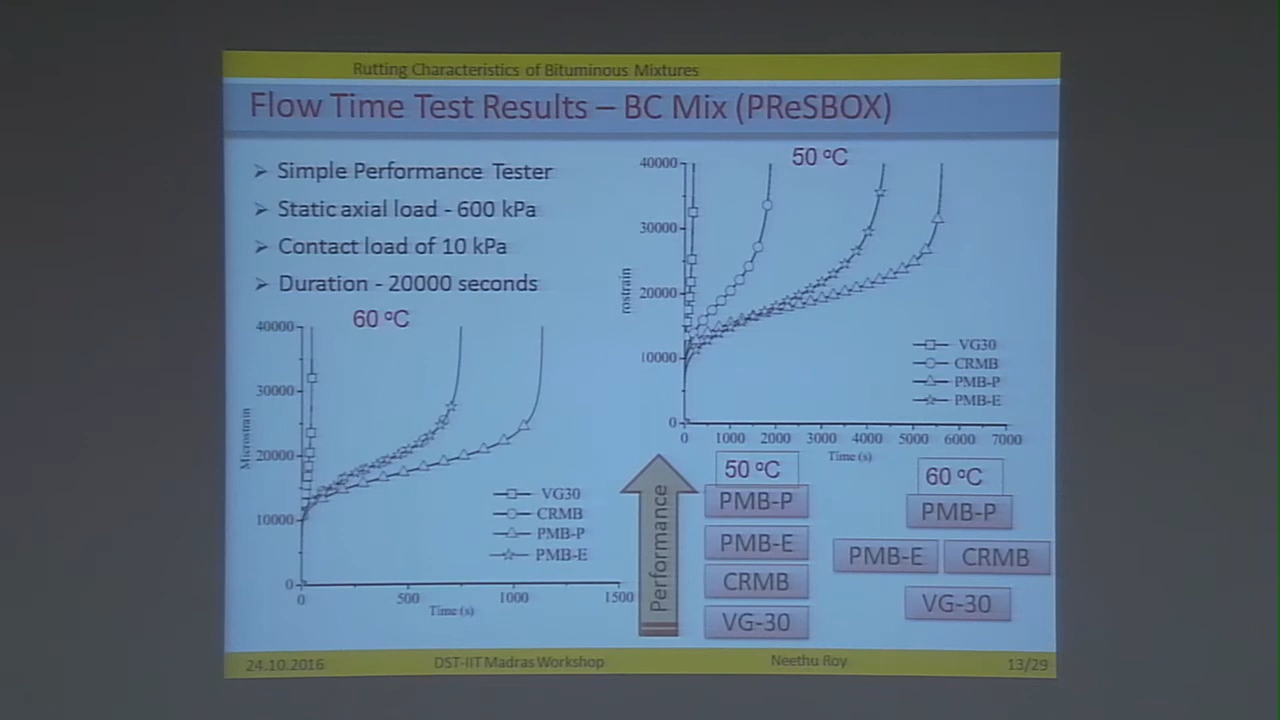 Rutting Characteristics of Bituminous Mixtures
Flow Time Test Results – BC Mix (PReSBOX)
➢ Simple Performance Tester
➢ Static axial load - 600 kPa
➢ Contact load of 10 kPa
➢ Duration - 20000 seconds
50 °C
40000
30000
20000
10000
0
rostrain
0 1000 2000 3000 4000 5000 6000 7000
Time (s)
VG30
CRMB
PMB-P
PMB-E
60 °C
40000
30000
20000
10000
0
Microstrain
0 500 1000 1500
Time (s)
VG30
CRMB
PMB-P
PMB-E
Performance
50 °C
PMB-P
PMB-E
CRMB
VG-30
60 °C
PMB-P
PMB-E CRMB
VG-30
24.10.2016 DST-IIT Madras Workshop Neethu Roy 13/29